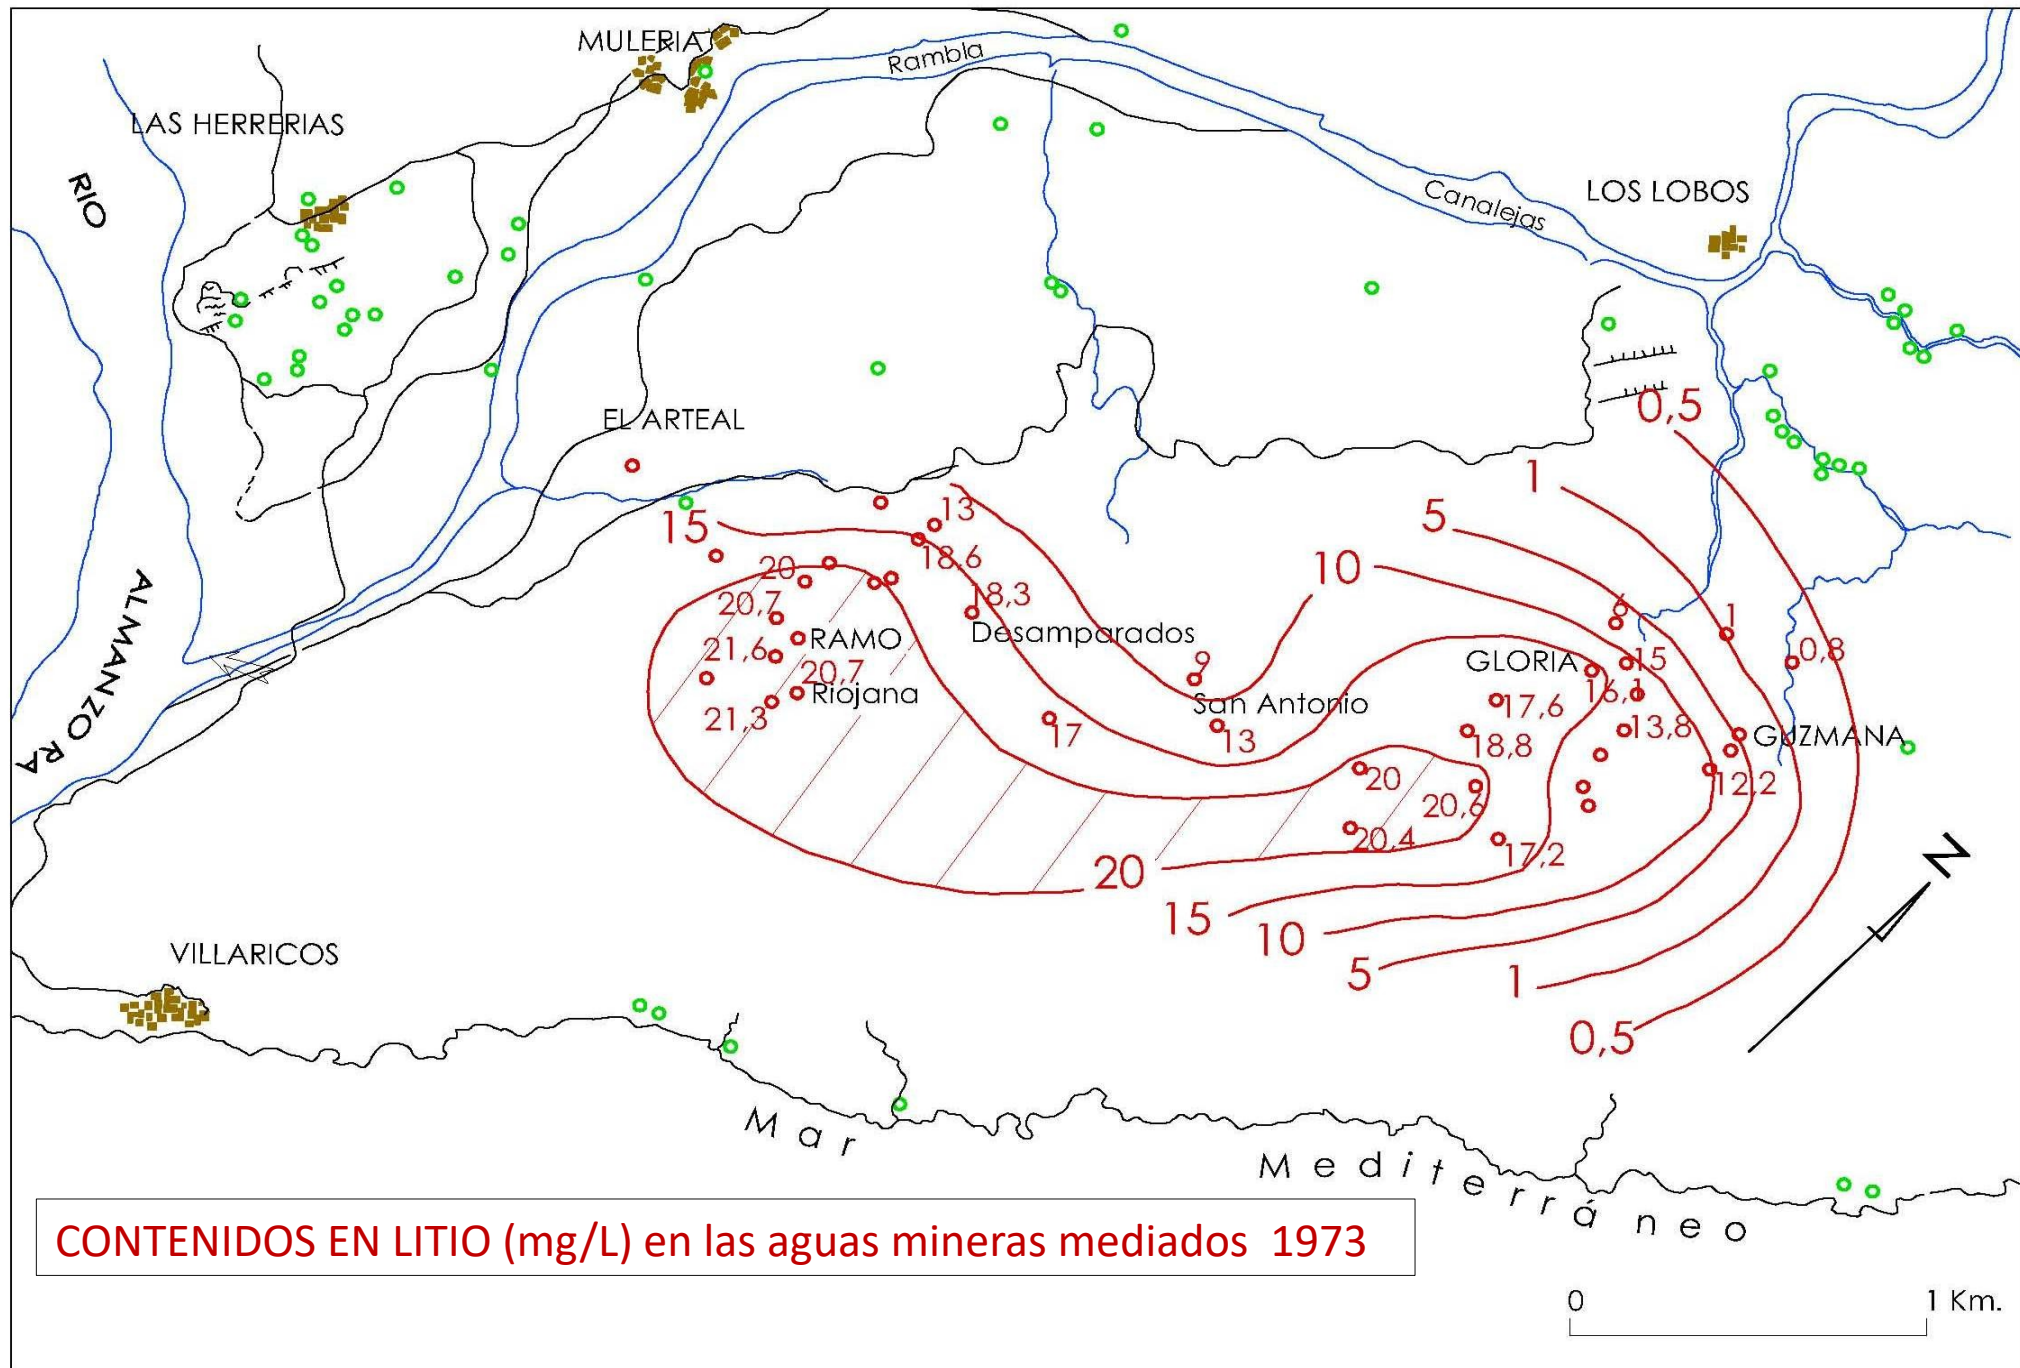 MULERIA
Rambla
LAS HERRERIAS
RIO
Canalejas
LOS LOBOS
0,5
EL ARTEAL
1
5
15
13
18,6
10
20
18,3
20,7
Desamparados
6
1
RAMO
21,6
20,7
9
GLORIA
15
0,8
16,1
Riojana
San Antonio
17,6
21,3
17
13
18,8
13,8
GUZMANA
ALMANZORA
20
12,2
20,6
20,4
17,2
20
N
15
10
VILLARICOS
5
1
0,5
Mar
Mediterráneo
CONTENIDOS EN LITIO (mg/L) en las aguas mineras mediados 1973
0
1 Km.